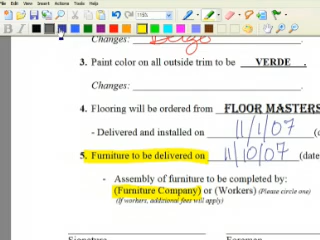 File Edit View Insert Actions Tools Help
Changes:
3. Paint color on all outside trim to be VERDE .
Changes:
4. Flooring will be ordered from FLOOR MASTERS
- Delivered and installed on 11/1/07
5. Furniture to be delivered on 11/10/07 (date
- Assembly of furniture to be completed by:
(Furniture Company) or (Workers) (Please circle one)
(If workers, additional fees will apply)
Signature Foreman